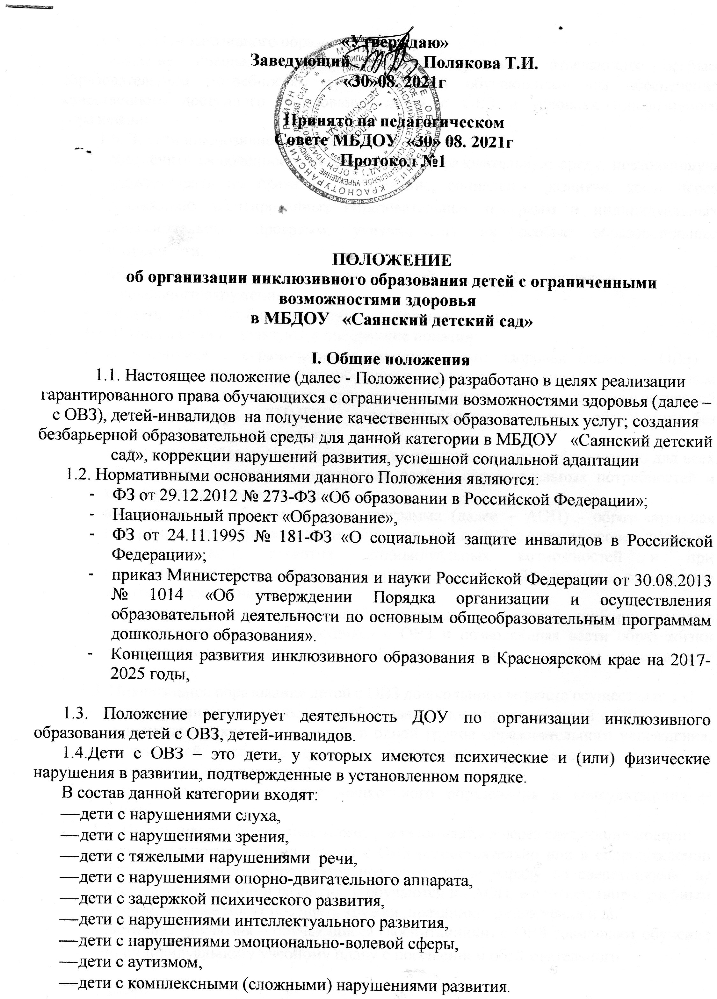 «Утверждаю»
Заведующий Полякова Т.И.
«30»08. 2021г
Принято на педагогическом
Совете МБДОУ «30» 08. 2021г
Протокол №1
ПОЛОЖЕНИЕ
об организации инклюзивного образования детей с ограниченными
возможностями здоровья
в МБДОУ «Саянский детский сад»
I. Общие положения
1.1. Настоящее положение (далее - Положение) разработано в целях реализации
гарантированного права обучающихся с ограниченными возможностями здоровья (далее –
с ОВЗ), детей-инвалидов на получение качественных образовательных услуг; создания
безбарьерной образовательной среды для данной категории в МБДОУ «Саянский детский
сад», коррекции нарушений развития, успешной социальной адаптации
1.2. Нормативными основаниями данного Положения являются:
- ФЗ от 29.12.2012 № 273-ФЗ «Об образовании в Российской Федерации»;
- Национальный проект «Образование»,
- ФЗ от 24.11.1995 № 181-ФЗ «О социальной защите инвалидов в Российской
Федерации»;
- приказ Министерства образования и науки Российской Федерации от 30.08.2013
№ 1014 «Об утверждении Порядка организации и осуществления
образовательной деятельности по основным общеобразовательным программам
дошкольного образования».
- Концепция развития инклюзивного образования в Красноярском крае на 2017-
2025 годы,
1.3. Положение регулирует деятельность ДОУ по организации инклюзивного
образования детей с ОВЗ, детей-инвалидов.
1.4.Дети с ОВЗ – это дети, у которых имеются психические и (или) физические
нарушения в развитии, подтвержденные в установленном порядке.
В состав данной категории входят:
—дети с нарушениями слуха,
—дети с нарушениями зрения,
—дети с тяжелыми нарушениями речи,
—дети с нарушениями опорно-двигательного аппарата,
—дети с задержкой психического развития,
—дети с нарушениями интеллектуального развития,
—дети с нарушениями эмоционально-волевой сферы,
—дети с аутизмом,
—дети с комплексными (сложными) нарушениями развития.